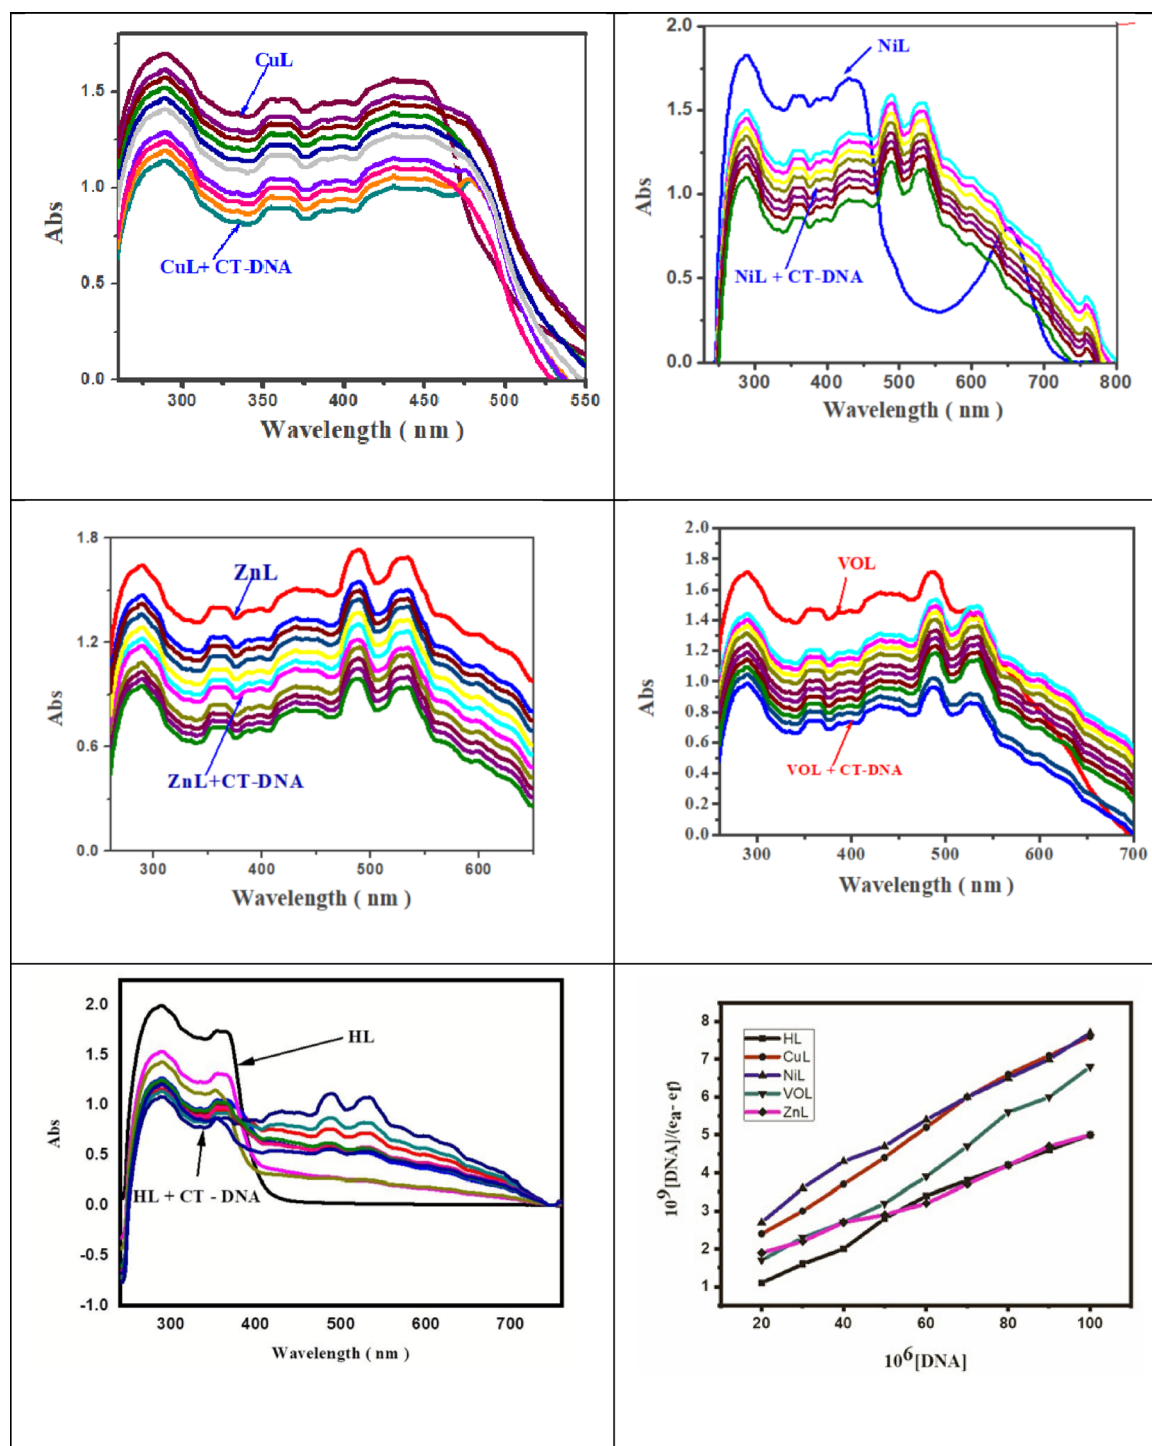 CuL
CuL+ CT-DNA
Abs
0.0
0.5
1.0
1.5
300 350 400 450 500 550
Wavelength ( nm )
NiL
NiL + CT-DNA
Abs
2.0
1.5
1.0
0.5
0.0
300 400 500 600 700 800
Wavelength ( nm )
ZnL
ZnL+CT-DNA
Abs
1.8
1.2
0.6
0.0
300 400 500 600
Wavelength ( nm )
VOL
VOL + CT-DNA
Abs
2.0
1.8
1.6
1.4
1.2
1.0
0.8
0.6
0.4
0.2
0.0
300 400 500 600 700
Wavelength ( nm )
HL
HL + CT - DNA
Abs
2.0
1.5
1.0
0.5
0.0
-0.5
-1.0
300 400 500 600 700
Wavelength ( nm )
HL
CuL
NiL
VOL
ZnL
10^9[DNA]/(ea- ef)
8
7
6
5
4
3
2
1
20 40 60 80 100
10^6[DNA]